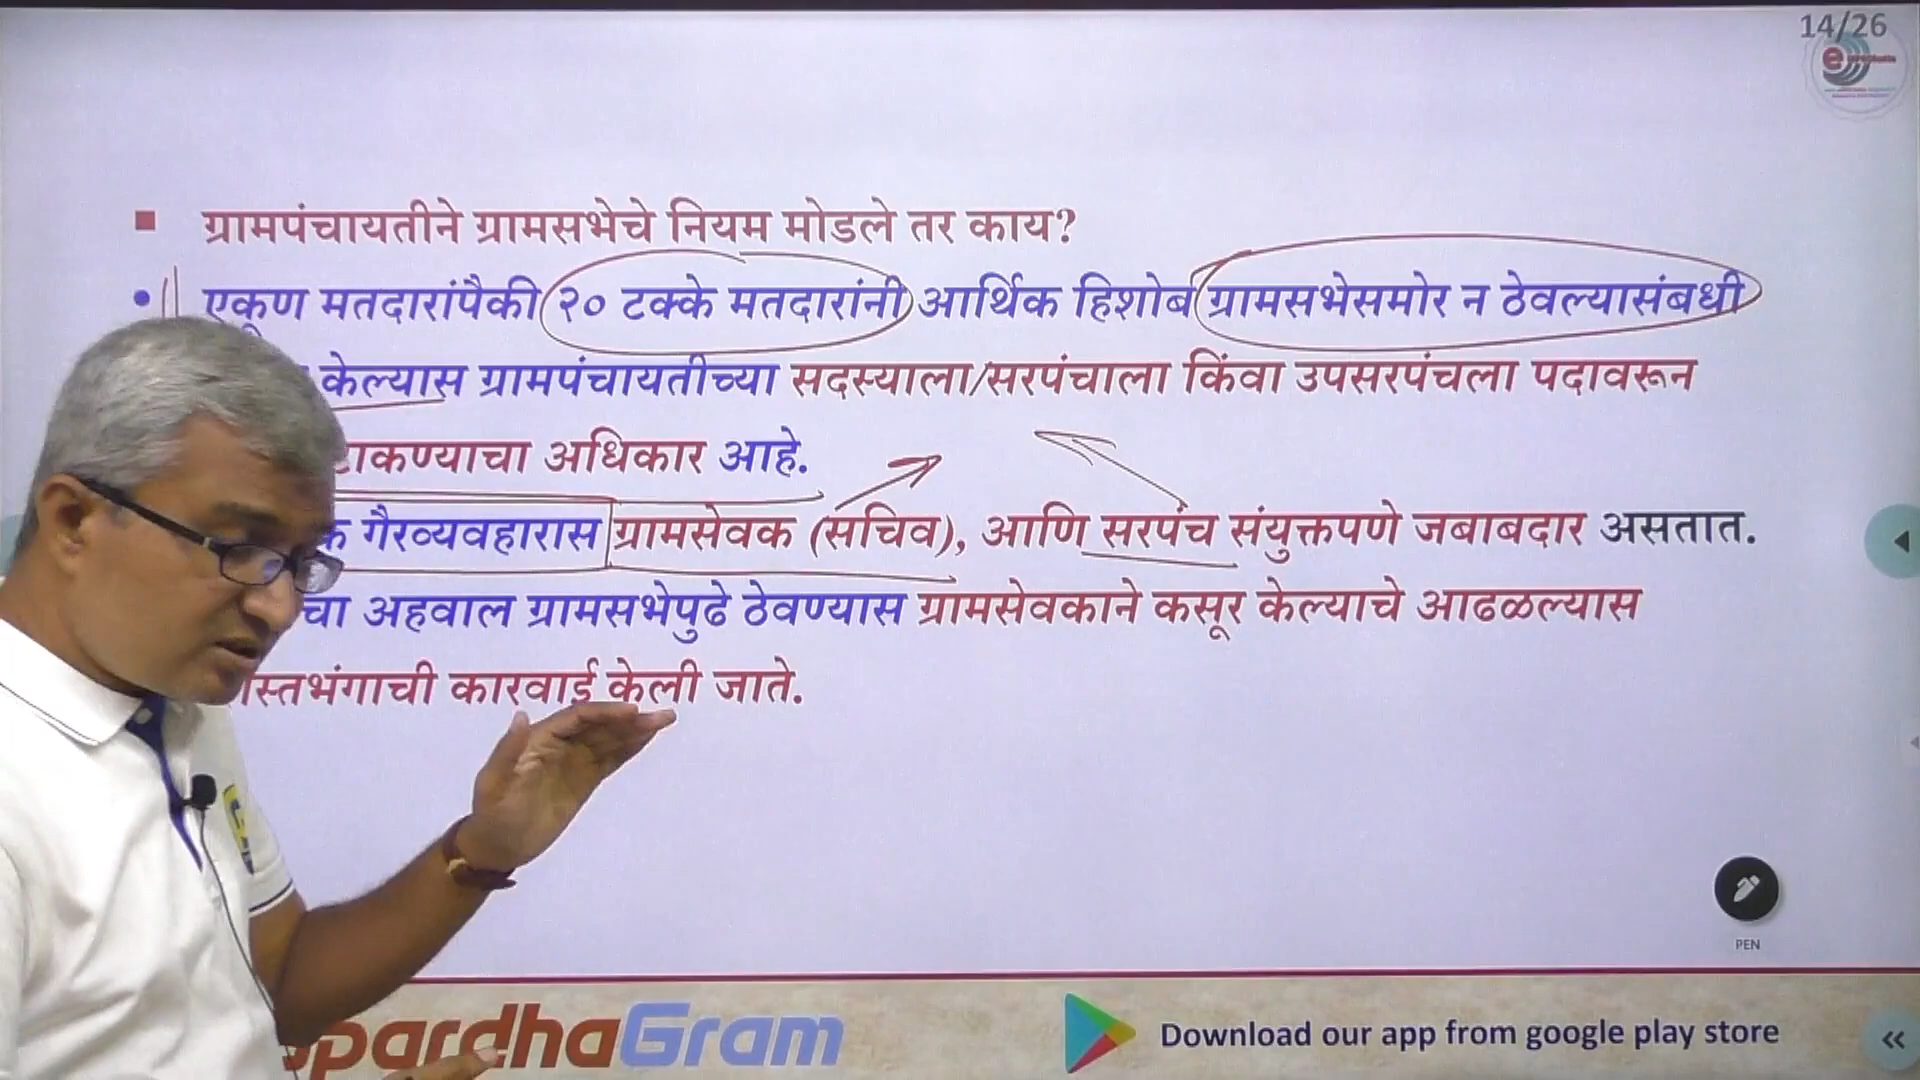 14/26
ग्रामपंचायतीने ग्रामसभेचे नियम मोडले तर काय?
एकूण मतदारांपैकी २० टक्के मतदारांनी आर्थिक हिशोब ग्रामसभेसमोर न ठेवल्यासंबधी
केल्यास ग्रामपंचायतीच्या सदस्याला/सरपंचाला किंवा उपसरपंचला पदावरून
टाकण्याचा अधिकार आहे.
गैरव्यवहारास ग्रामसेवक (सचिव), आणि सरपंच संयुक्तपणे जबाबदार असतात.
अहवाल ग्रामसभेपुढे ठेवण्यास ग्रामसेवकाने कसूर केल्याचे आढळल्यास
कारवाई केली जाते.
PEN
pardhaGram
Download our app from google play store